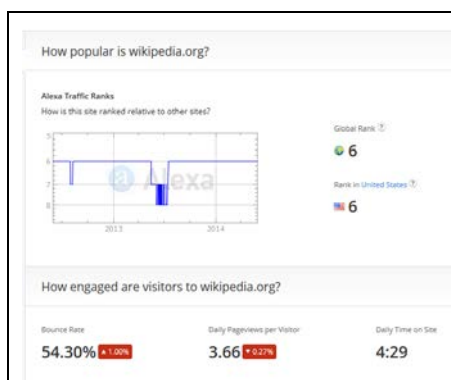 How popular is wikipedia.org?
Alexa Traffic Ranks
How is this site ranked relative to other sites?
5
6
7
8
Alexa
2013
2014
Global Rank ?
6
Rank in United States ?
6
How engaged are visitors to wikipedia.org?
Bounce Rate
Daily Pageviews per Visitor
Daily Time on Site
54.30% 1.00%
3.66 0.27%
4:29